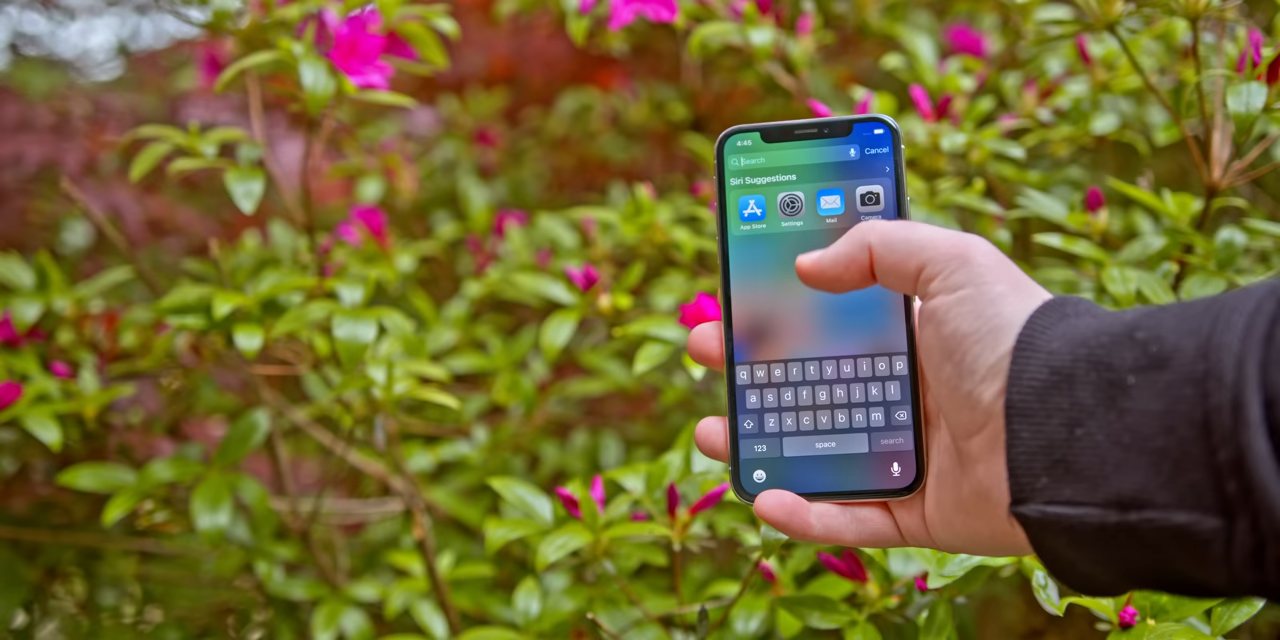 4:45
Search
Cancel
Siri Suggestions
App Store Settings Mail Camera
q w e r t y u i o p
a s d f g h j k l
z x c v b n m
123 space search